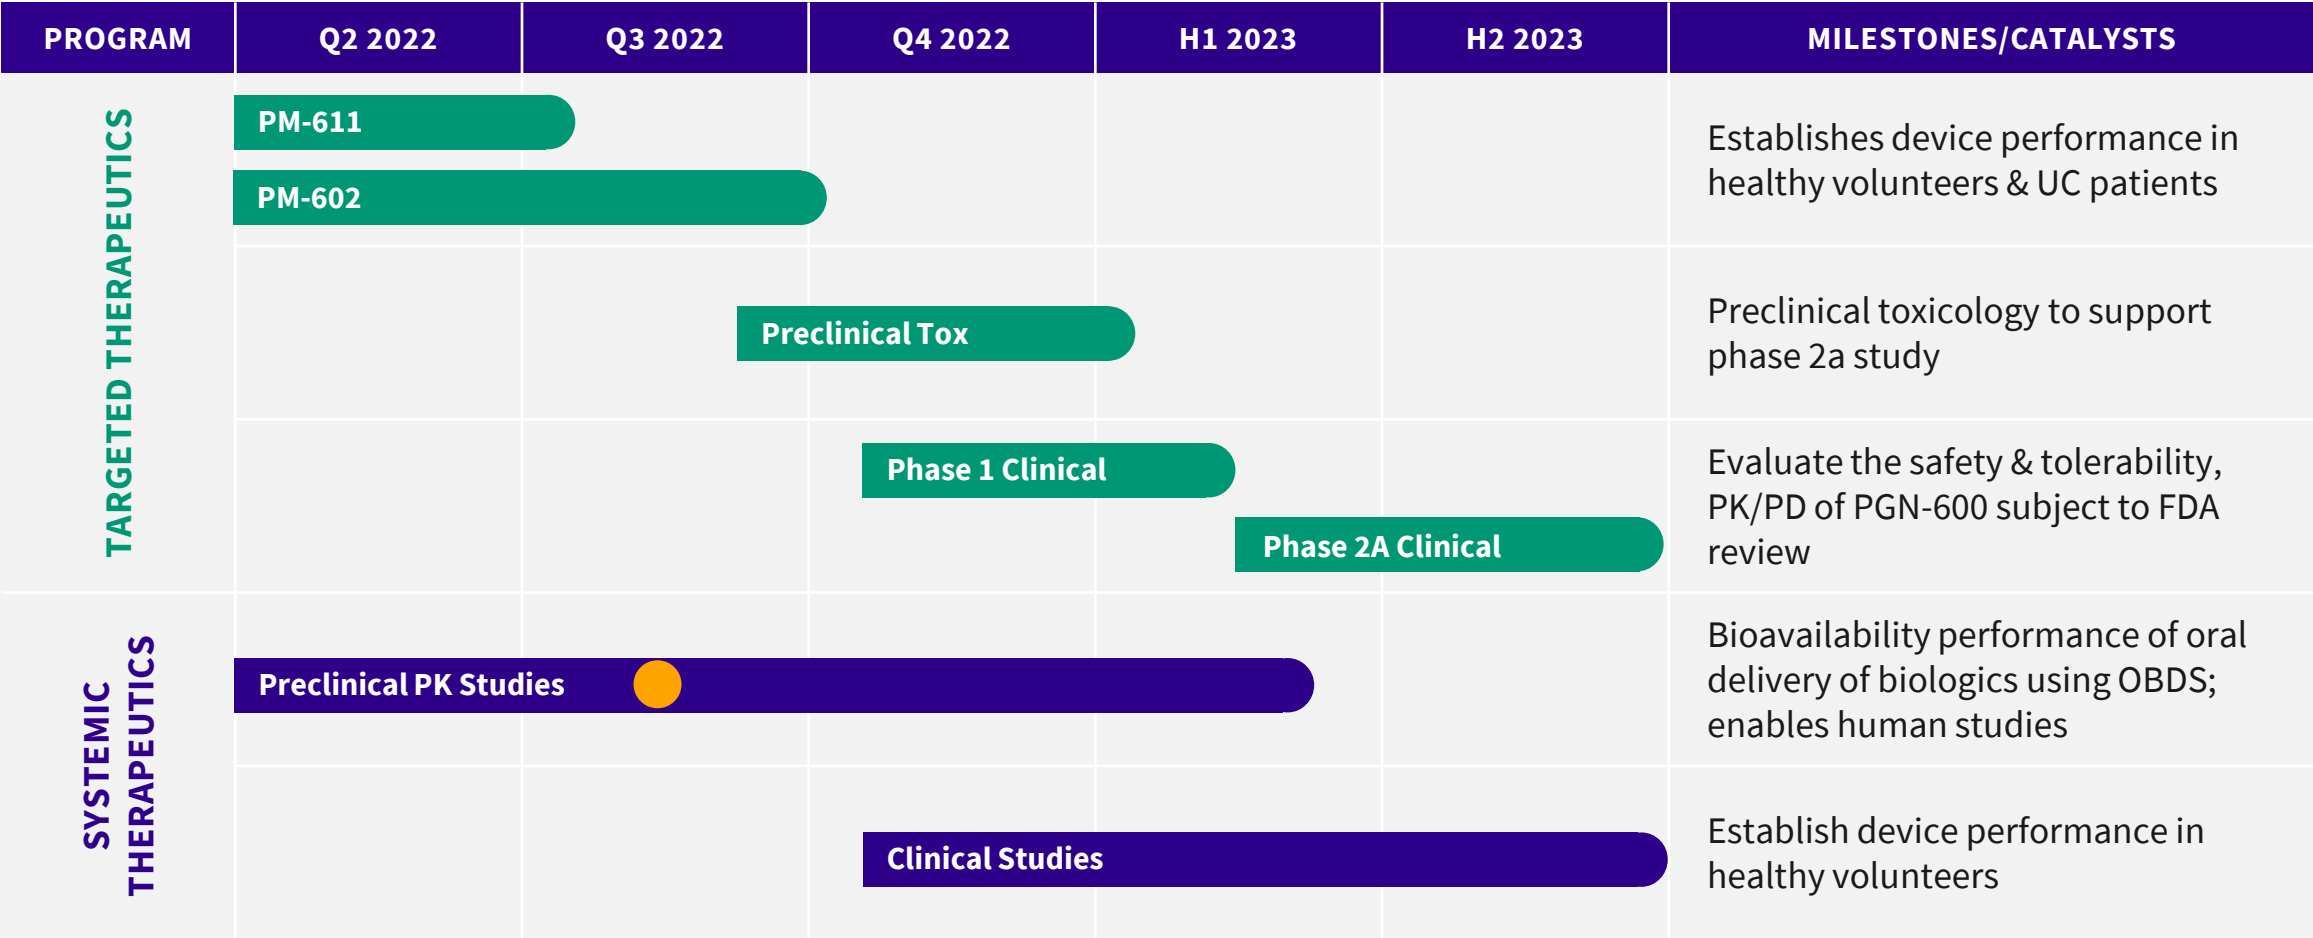 PROGRAM
Q2 2022
Q3 2022
Q4 2022
H1 2023
H2 2023
MILESTONES/CATALYSTS
TARGETED THERAPEUTICS
PM-611
PM-602
Establishes device performance in
healthy volunteers & UC patients
Preclinical Tox
Preclinical toxicology to support
phase 2a study
Phase 1 Clinical
Phase 2A Clinical
Evaluate the safety & tolerability,
PK/PD of PGN-600 subject to FDA
review
SYSTEMIC
THERAPEUTICS
Preclinical PK Studies
Bioavailability performance of oral
delivery of biologics using OBDS;
enables human studies
Clinical Studies
Establish device performance in
healthy volunteers